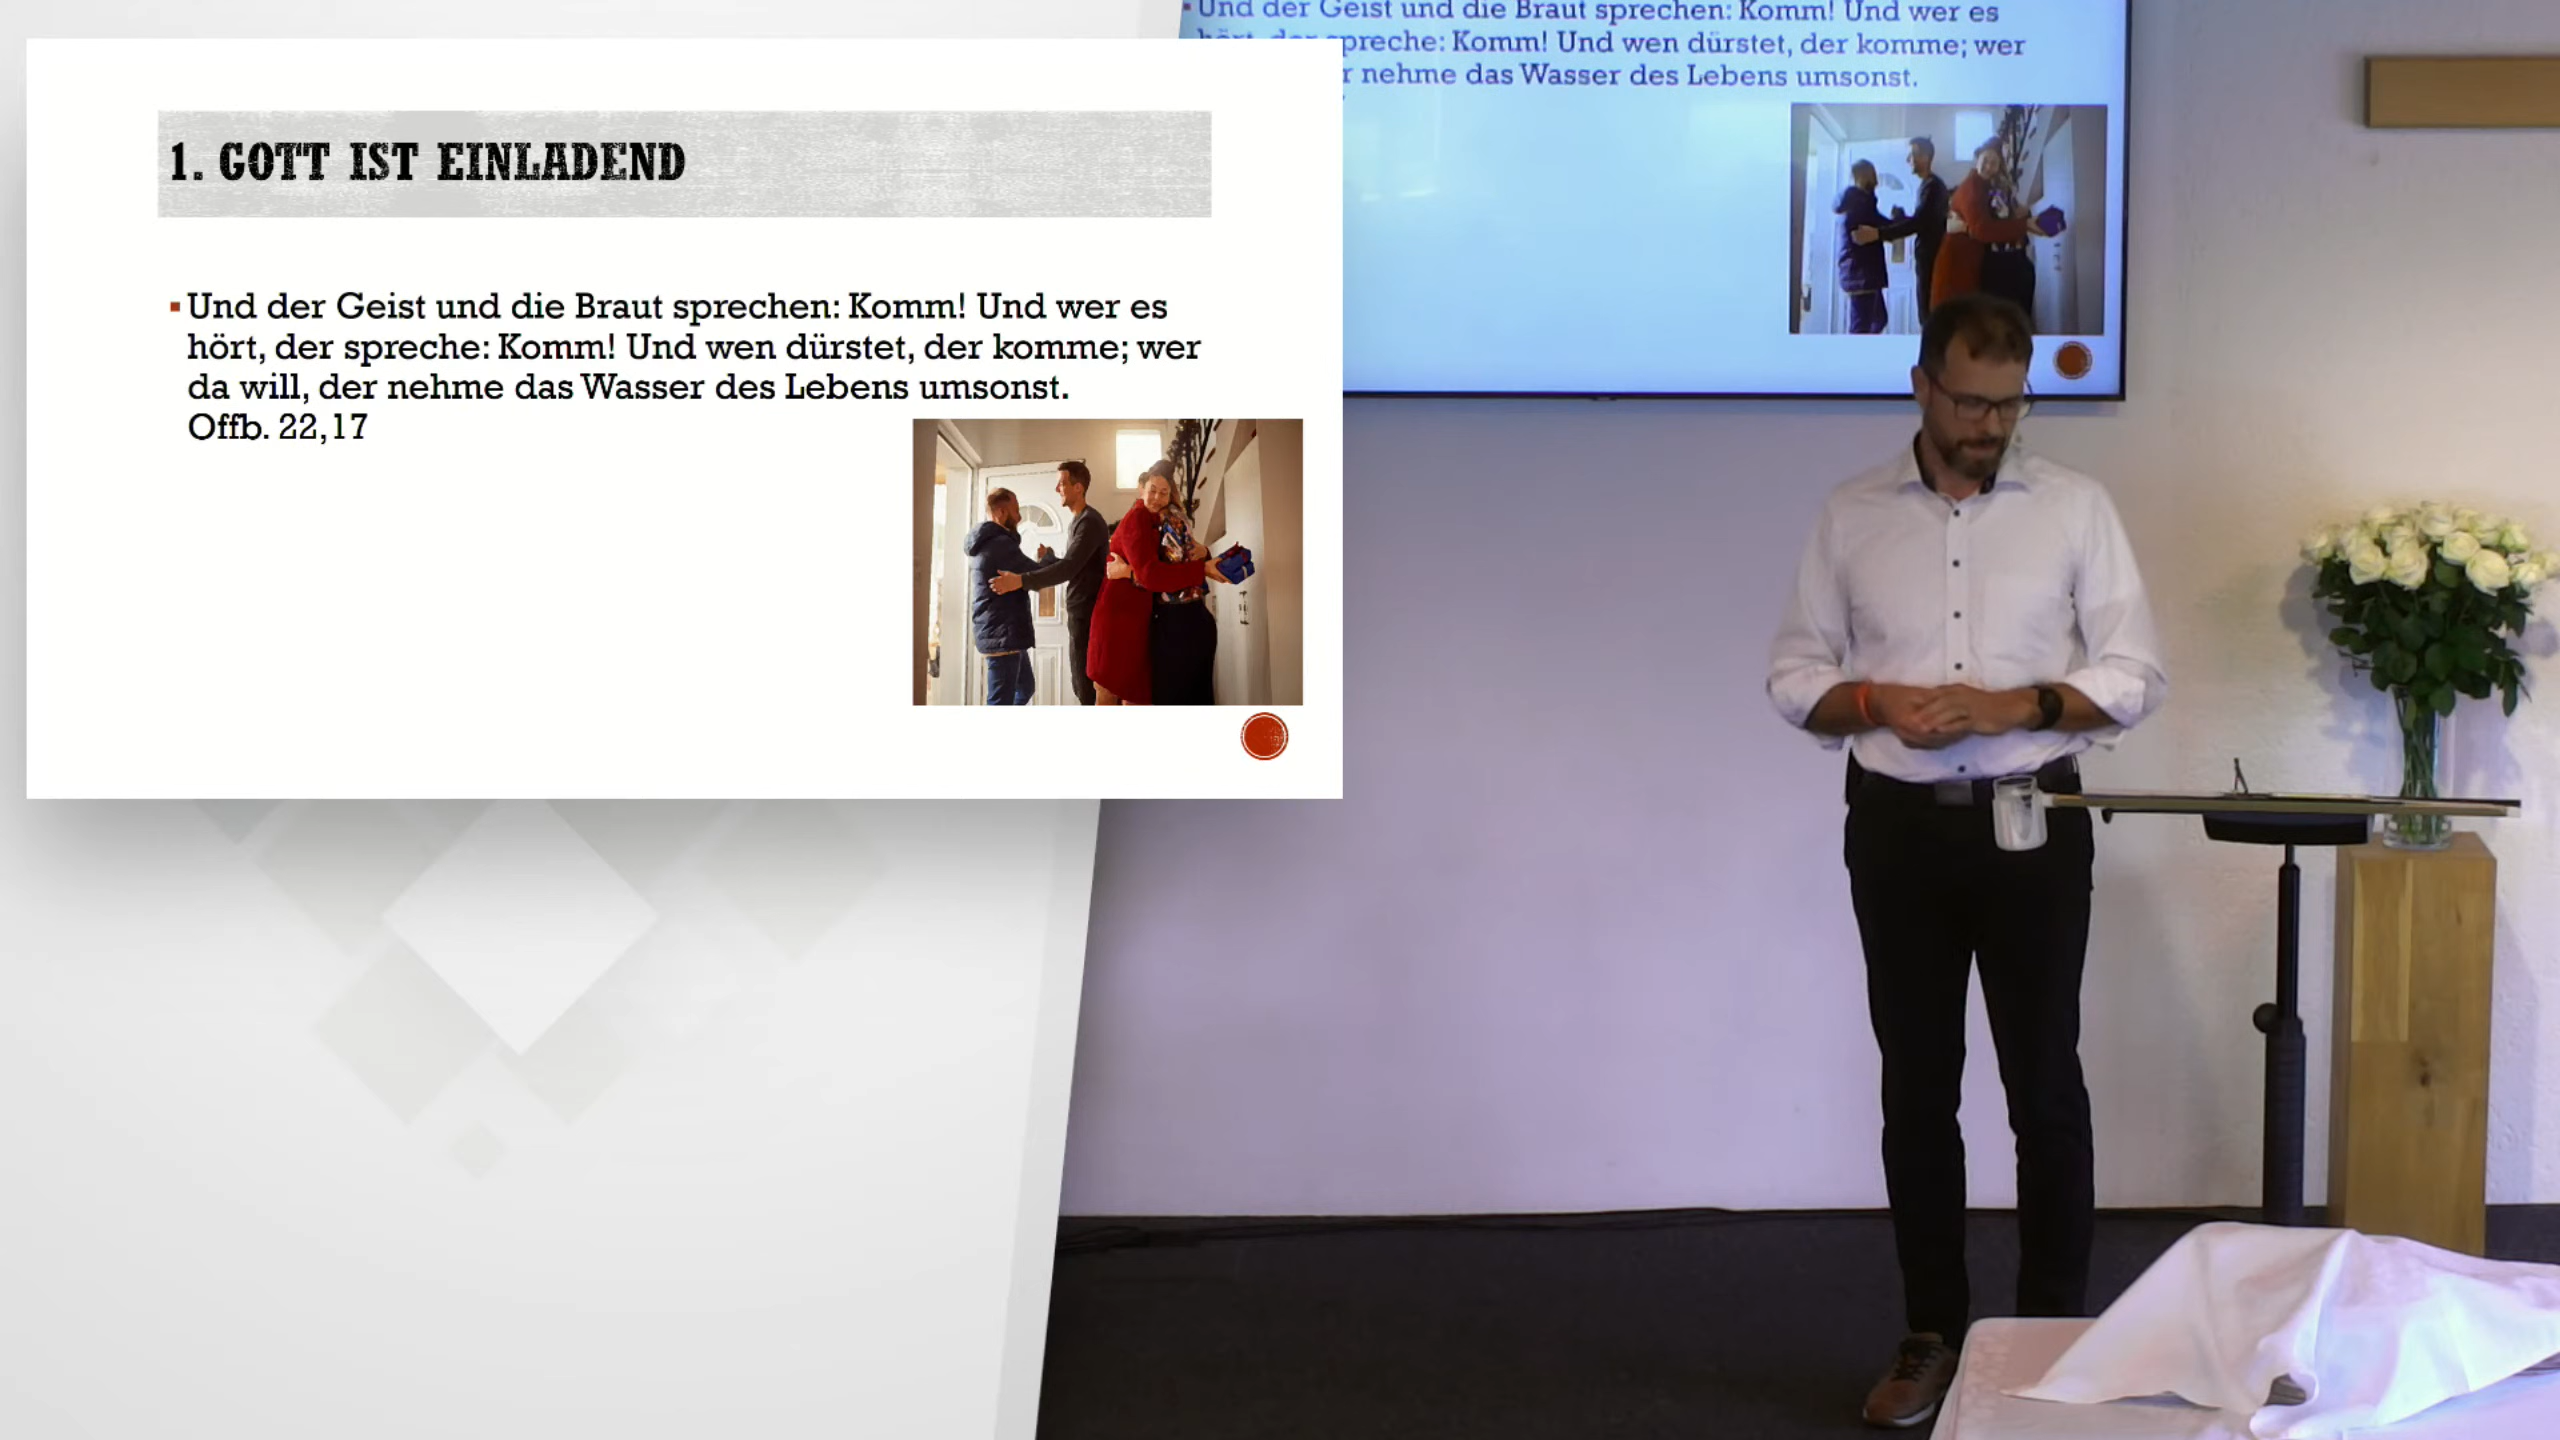 1. GOTT IST EINLADEND
▪Und der Geist und die Braut sprechen: Komm! Und wer es
hört, der spreche: Komm! Und wen dürstet, der komme; wer
da will, der nehme das Wasser des Lebens umsonst.
Offb. 22,17
Und der Geist und die Braut sprechen: Komm! Und wer es
hört, der spreche: Komm! Und wen dürstet, der komme; wer
r nehme das Wasser des Lebens umsonst.